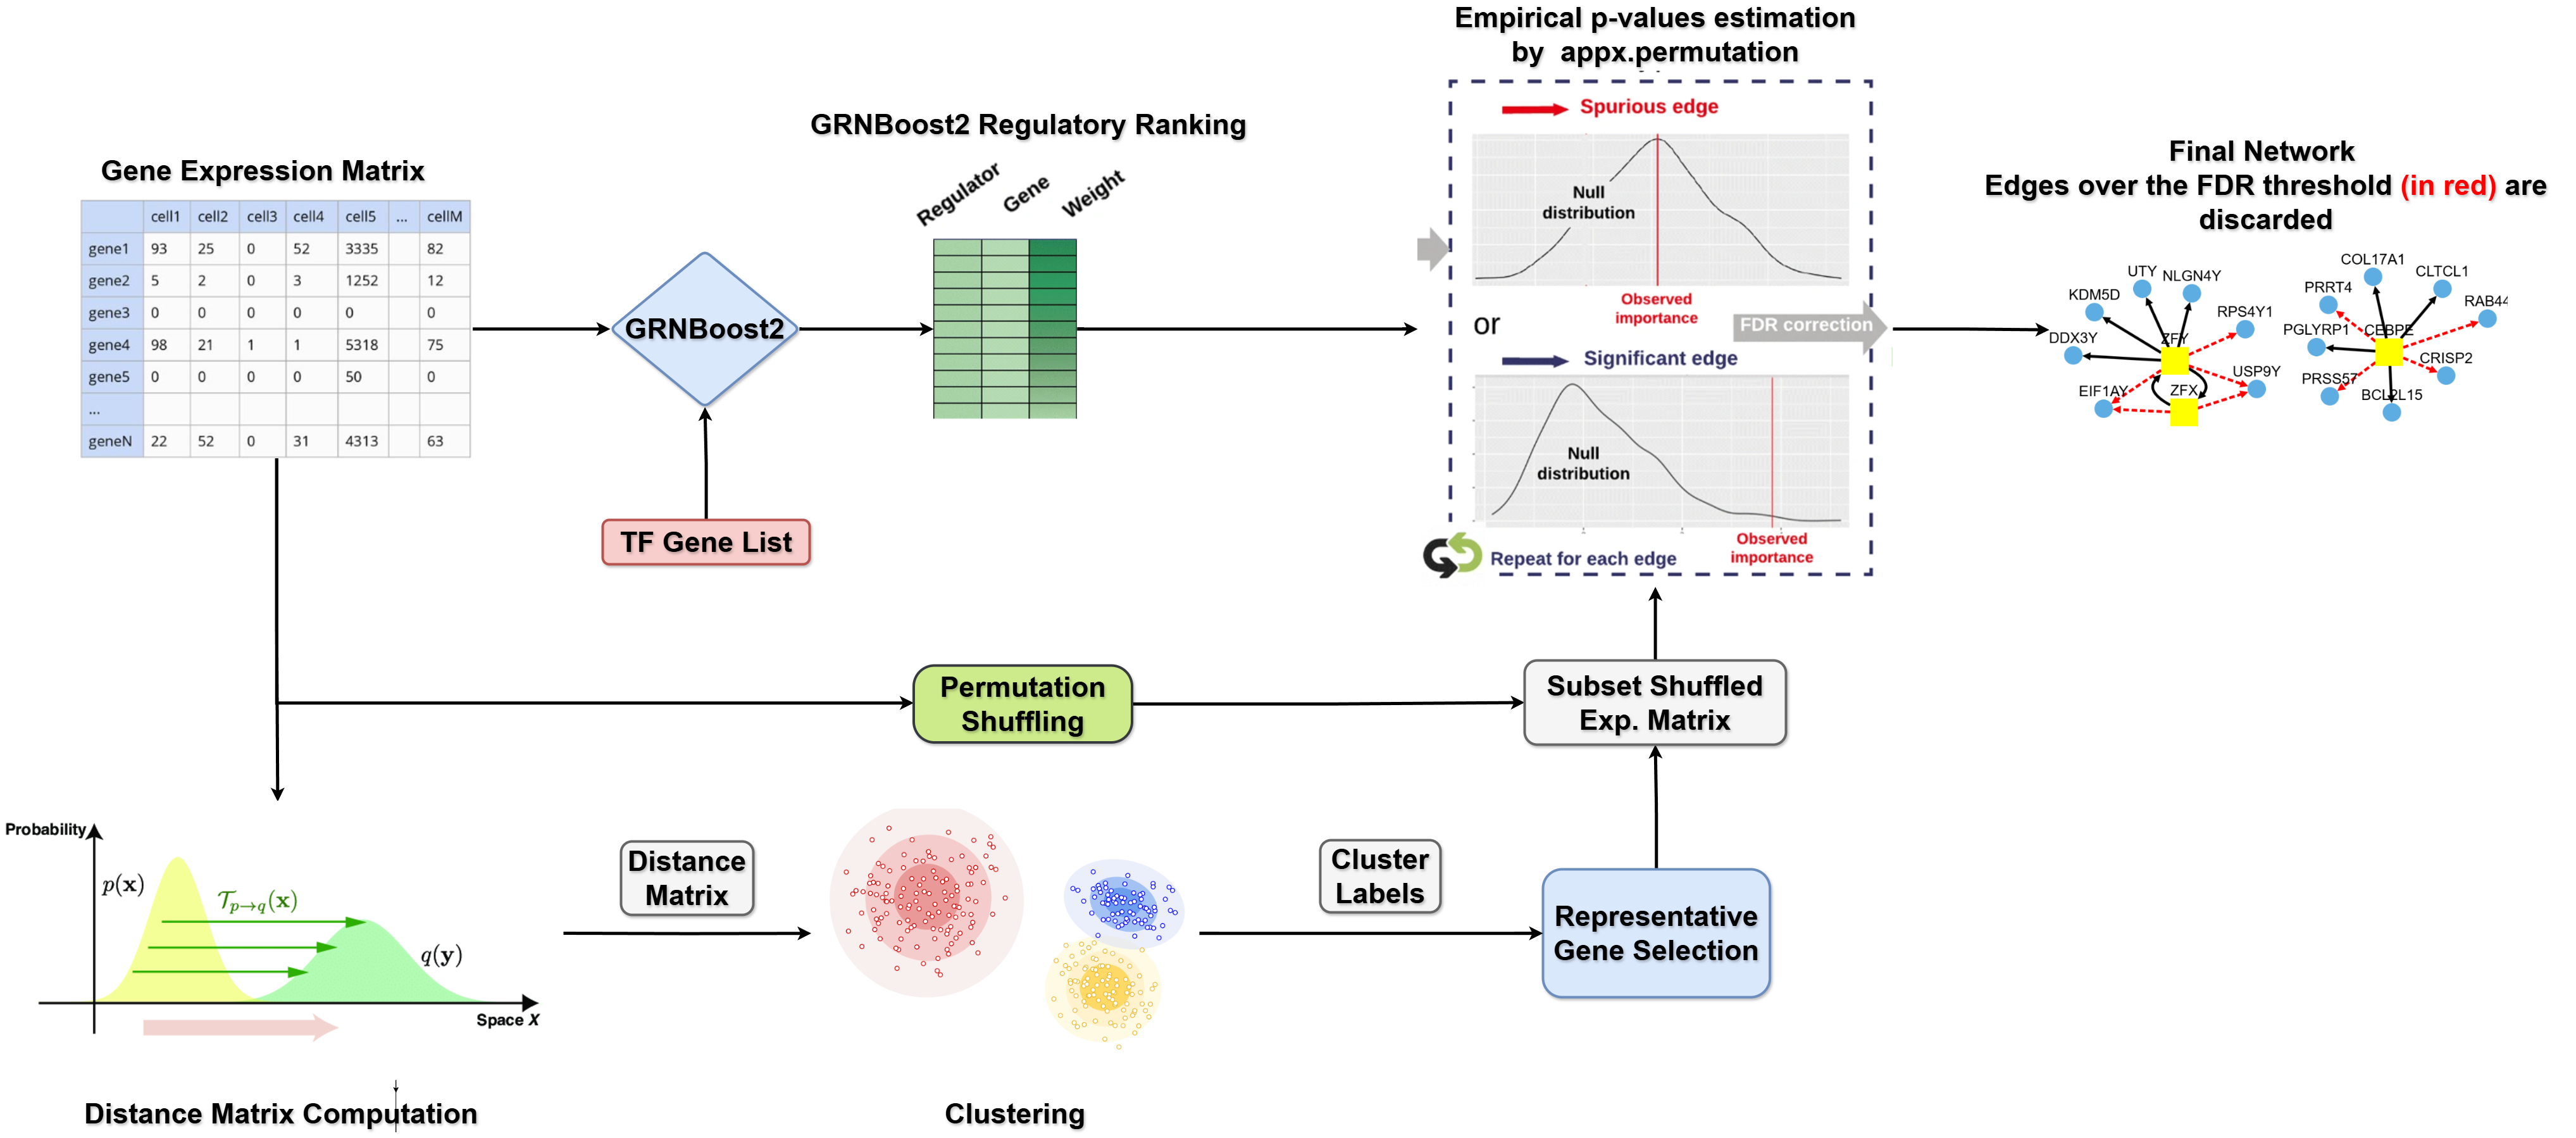 Empirical p-values estimation
by appx.permutation
Gene Expression Matrix
cell1 cell2 cell3 cell4 cell5 ... cellM
gene1 93 25 0 52 3335 82
gene2 5 2 0 3 1252 12
gene3 0 0 0 0 0 0
gene4 98 21 1 1 5318 75
gene5 0 0 0 0 50 0
...
geneN 22 52 0 31 4313 63
GRNBoost2
TF Gene List
GRNBoost2 Regulatory Ranking
Regulator Gene Weight
Spurious edge
Null
distribution
Observed
importance
or
FDR correction
Significant edge
Null
distribution
Observed
importance
Repeat for each edge
Final Network
Edges over the FDR threshold (in red) are
discarded
UTY
NLGN4Y
KDM5D
RPS4Y1
DDX3Y
ZFY
USP9Y
EIF1AY
ZFX
COL17A1
CLTCL1
PRRT4
RAB44
PGLYRP1
CEBPE
CRISP2
PRSS57
BCL2L15
Permutation
Shuffling
Subset Shuffled
Exp. Matrix
Probability
p(x)
𝒯p→q(x)
q(y)
Space X
Distance Matrix Computation
Distance
Matrix
Clustering
Cluster
Labels
Representative
Gene Selection